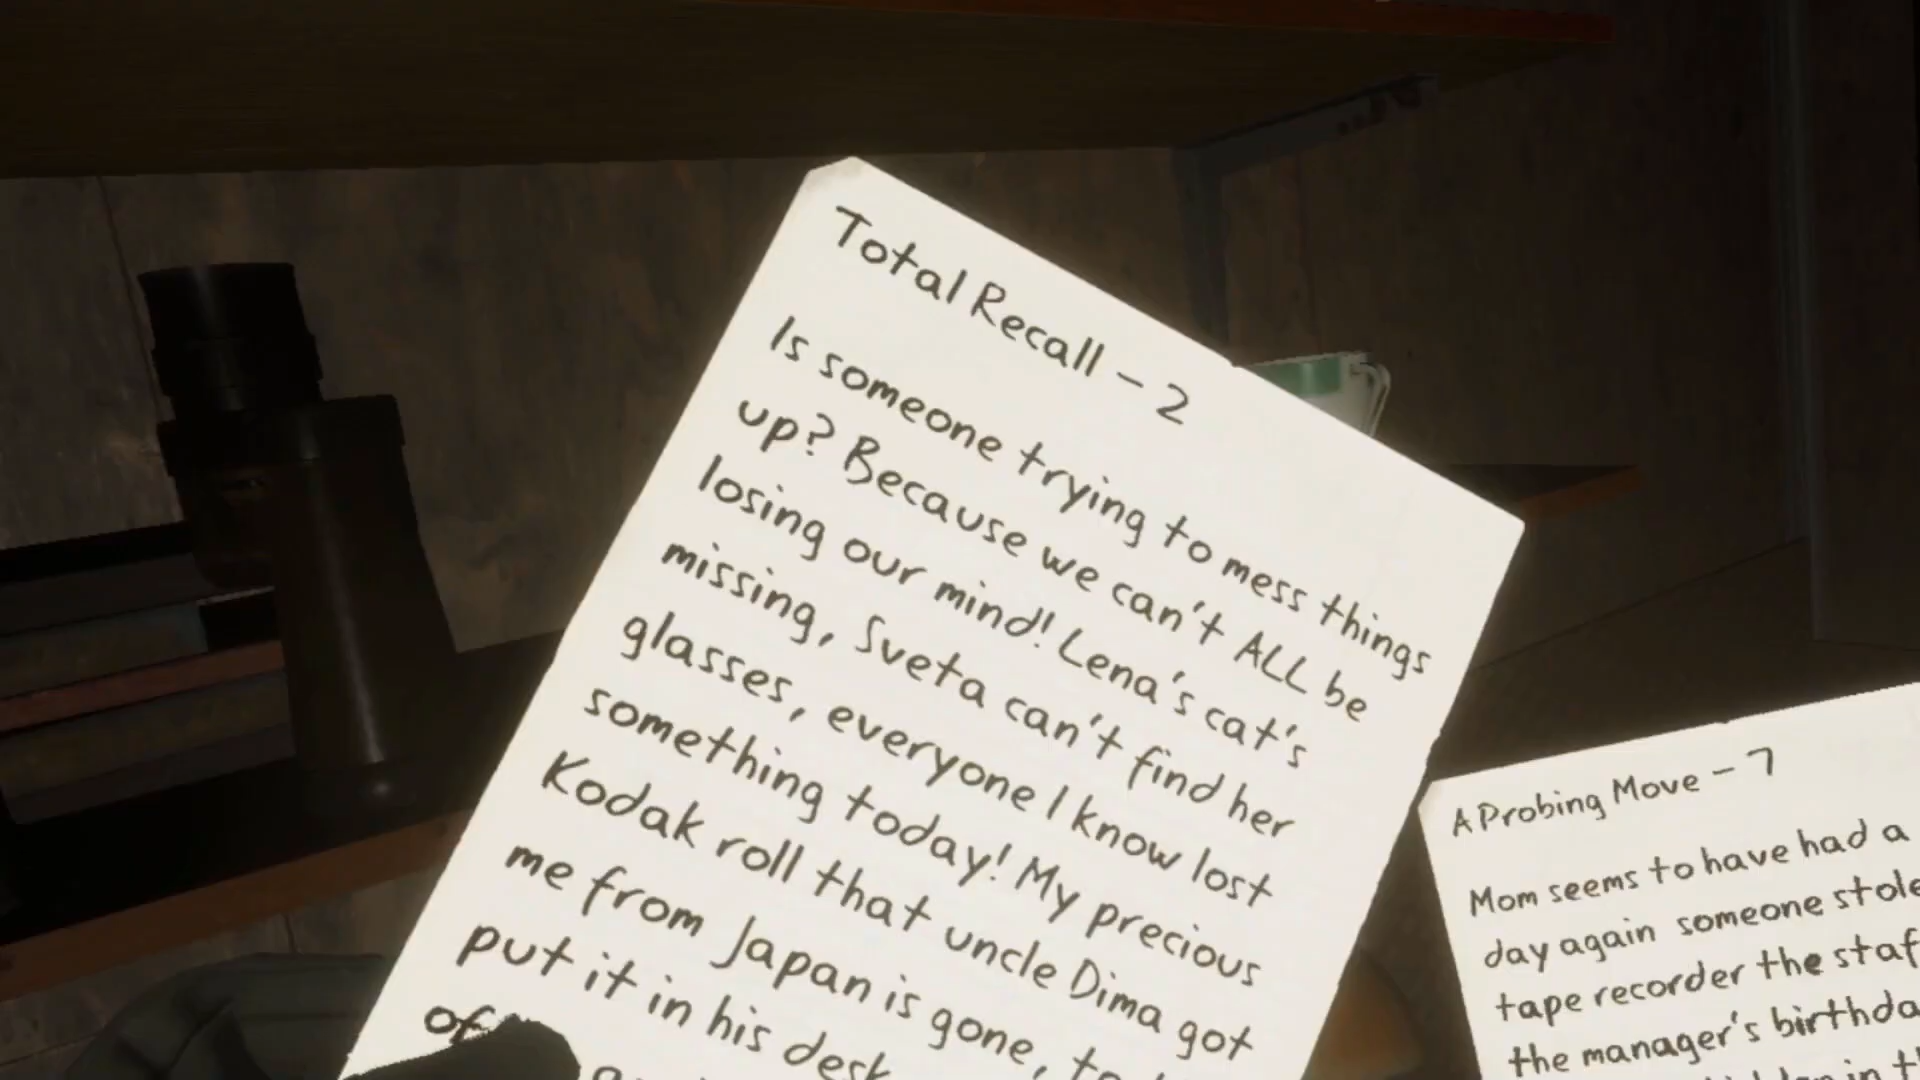 Total Recall - 2
Is someone trying to mess things
up? Because we can't ALL be
losing our mind! Lena's cat's
missing, Sveta can't find her
glasses, everyone I know lost
something today! My precious
Kodak roll that uncle Dima got
me from Japan is gone,
put it in his desk
of
A Probing Move - 7
Mom seems to have had a
day again someone stole
tape recorder the
the manager's